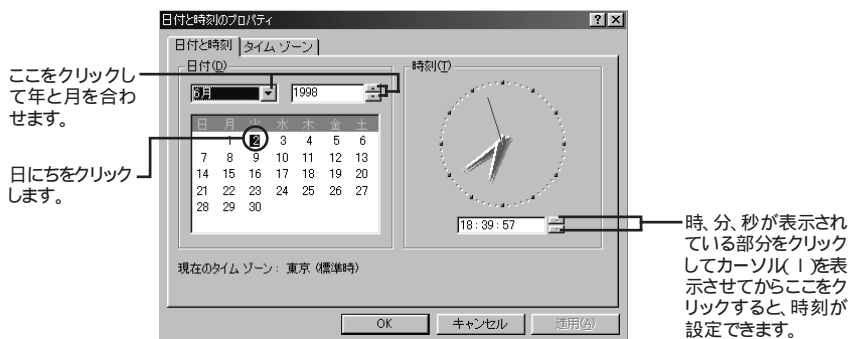 日付と時刻のプロパティ
日付と時刻 タイム ゾーン
日付(D)
6月 1998
日 月 火 水 木 金 土
1 2 3 4 5 6
7 8 9 10 11 12 13
14 15 16 17 18 19 20
21 22 23 24 25 26 27
28 29 30
時刻(T)
18:39:57
現在のタイム ゾーン: 東京 (標準時)
OK キャンセル 適用(A)
ここをクリックし
て年と月を合わ
せます。
日にちをクリック
します。
時、分、秒が表示され
ている部分をクリック
してカーソル( I )を表
示させてからここをク
リックすると、時刻が
設定できます。